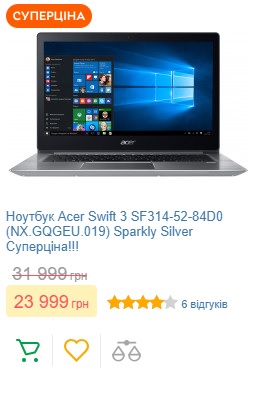 СУПЕРЦІНА
acer
Ноутбук Acer Swift 3 SF314-52-84D0
(NX.GQGEU.019) Sparkly Silver
Суперціна!!!
31 999 грн
23 999 грн
6 відгуків